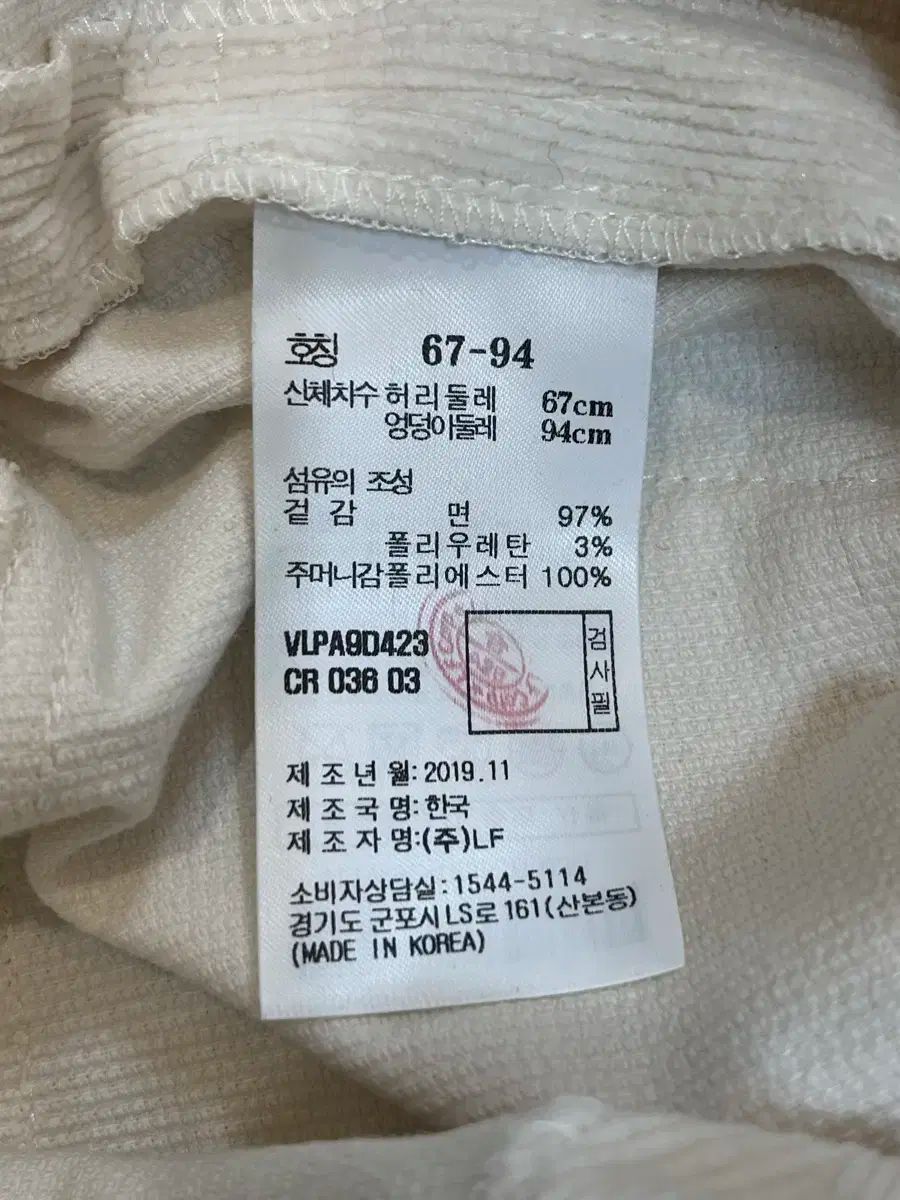 호칭 67-94
신체치수 허리둘레 67cm
엉덩이둘레 94cm
섬유의 조성
겉감 면 97%
폴리우레탄 3%
주머니감폴리에스터 100%
VLPA9D423
CR 036 03
검사필
제조년월: 2019.11
제조국명: 한국
제조자명:(주)LF
소비자상담실: 1544-5114
경기도 군포시 LS로 161(산본동)
(MADE IN KOREA)